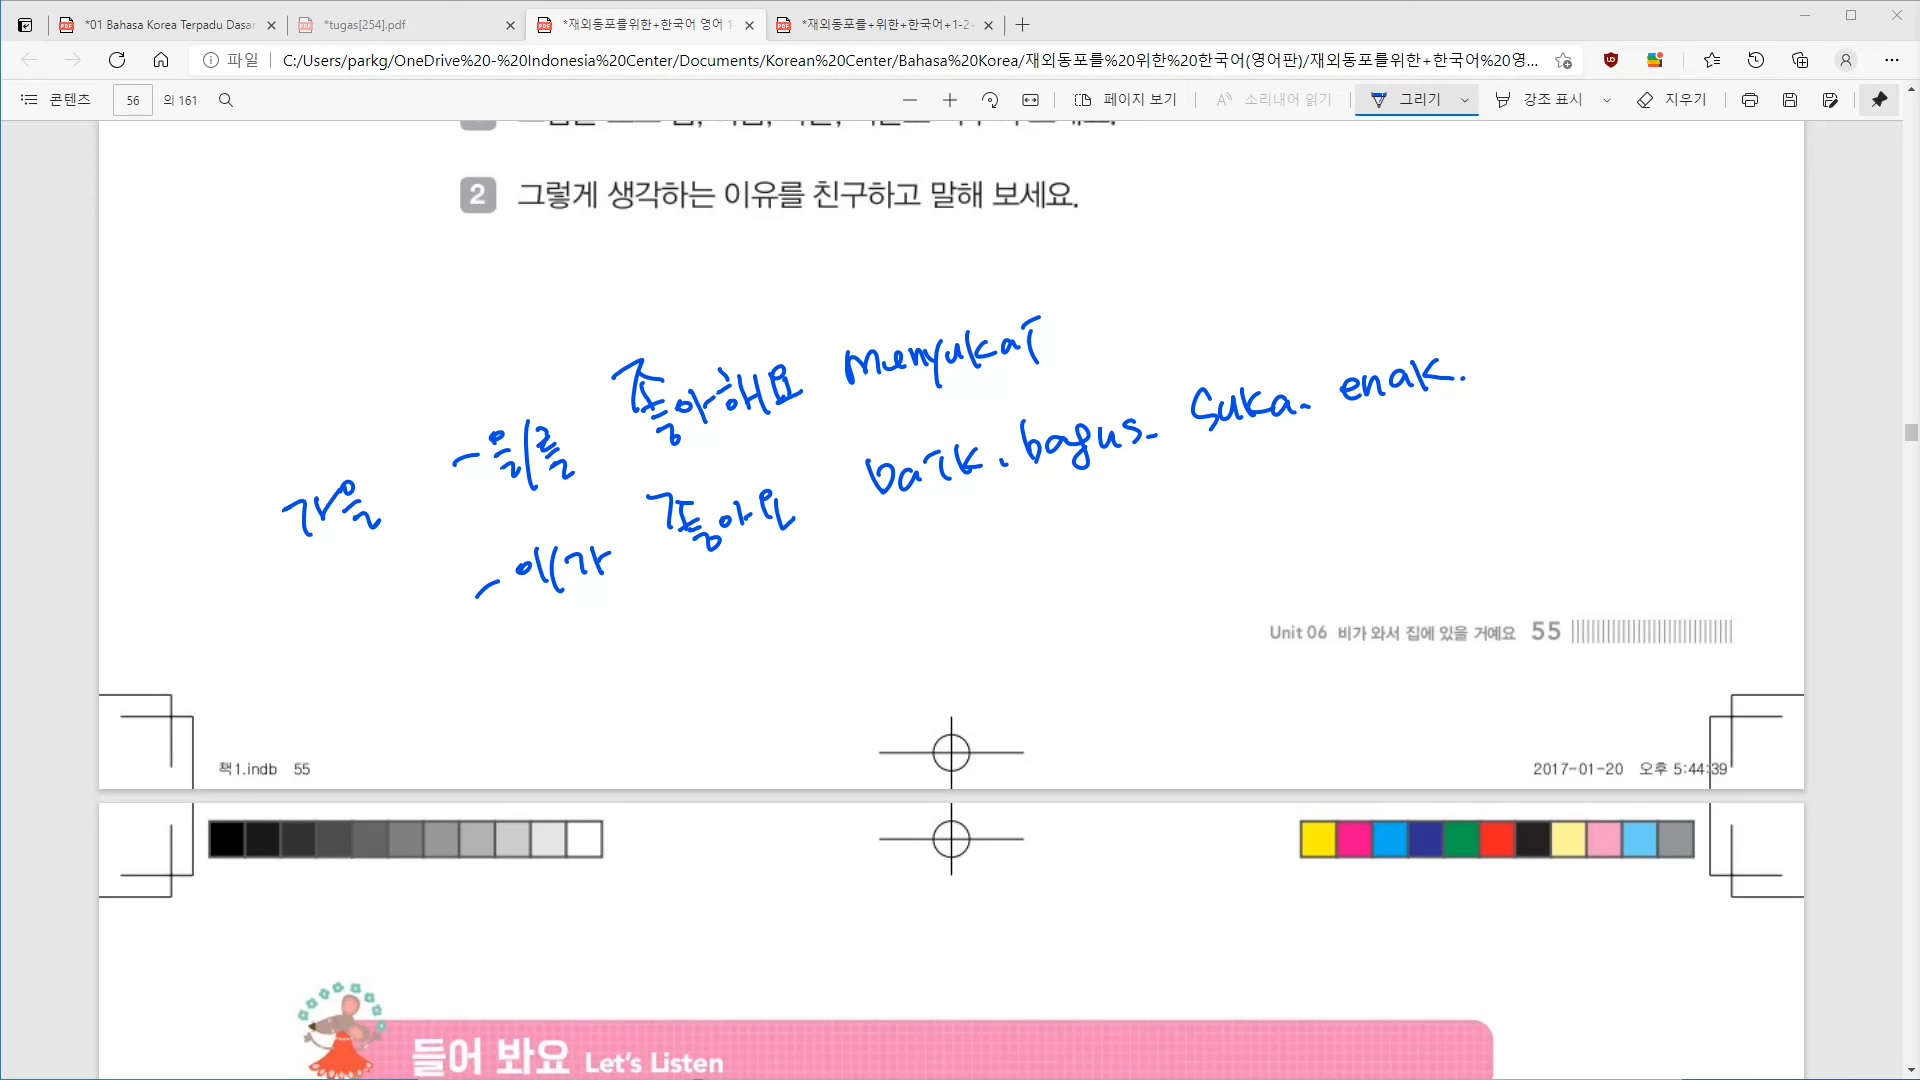 *01 Bahasa Korea Terpadu Dasar
*tugas[254].pdf
*재외동포를위한+한국어 영어 1
*재외동포를+위한+한국어+1-2-
파일 C:/Users/parkg/OneDrive%20-%20Indonesia%20Center/Documents/Korean%20Center/Bahasa%20Korea/재외동포를%20위한%20한국어(영어판)/재외동포를위한+한국어%20영...
콘텐츠 56 의 161 페이지 보기 소리내어 읽기 그리기 강조 표시 지우기
2 그렇게 생각하는 이유를 친구하고 말해 보세요.
좋아해요 menyukai
-을/를
baik. bagus. suka. enak.
가을
좋아요
-이/가
Unit 06 비가 와서 집에 있을 거예요 55
책1.indb 55
2017-01-20 오후 5:44:39
들어 봐요 Let's Listen